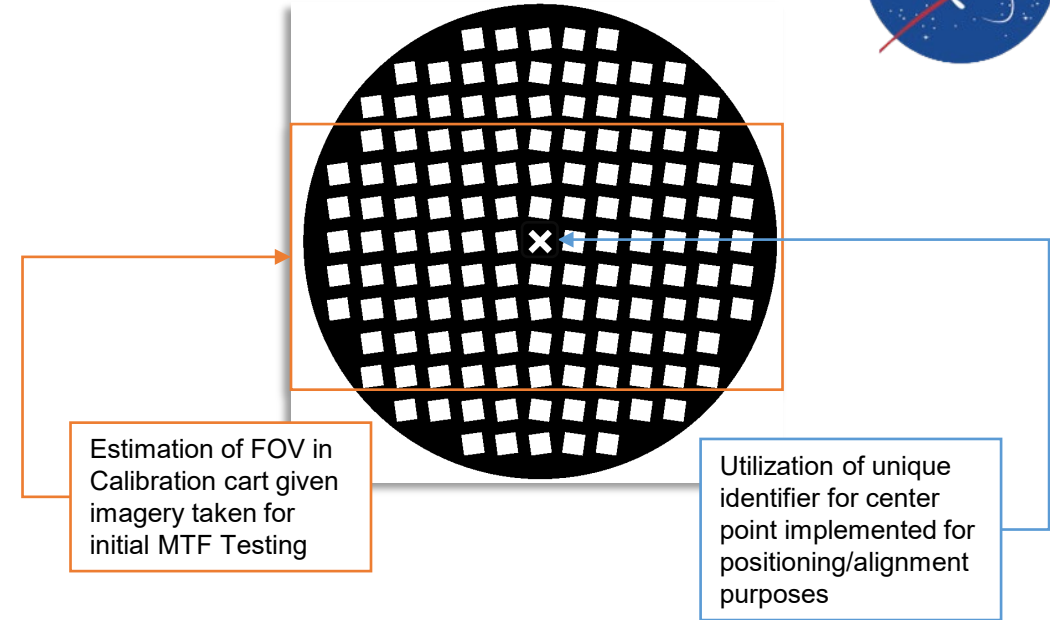 Estimation of FOV in
Calibration cart given
imagery taken for
initial MTF Testing
Utilization of unique
identifier for center
point implemented for
positioning/alignment
purposes